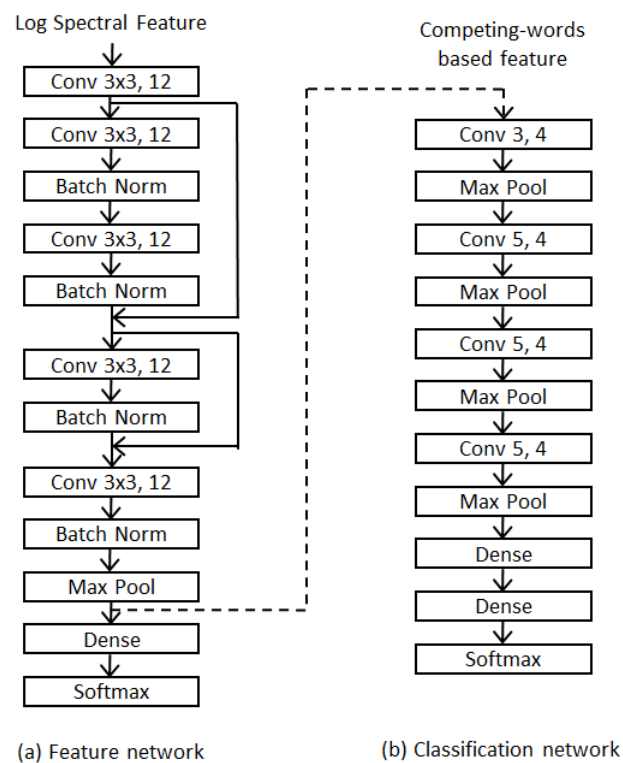 Log Spectral Feature
Conv 3x3, 12
Conv 3x3, 12
Batch Norm
Conv 3x3, 12
Batch Norm
Conv 3x3, 12
Batch Norm
Conv 3x3, 12
Batch Norm
Max Pool
Dense
Softmax
(a) Feature network
Competing-words
based feature
Conv 3, 4
Max Pool
Conv 5, 4
Max Pool
Conv 5, 4
Max Pool
Conv 5, 4
Max Pool
Dense
Dense
Softmax
(b) Classification network